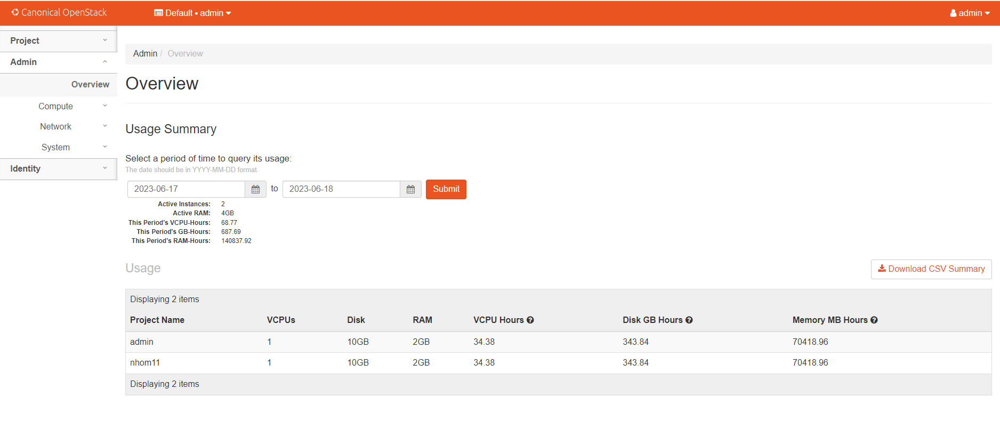 Canonical OpenStack
Default • admin
admin
Project
Admin
Overview
Compute
Network
System
Identity
Admin / Overview
Overview
Usage Summary
Select a period of time to query its usage:
The date should be in YYYY-MM-DD format.
2023-06-17 to 2023-06-18 Submit
Active Instances: 2
Active RAM: 4GB
This Period's VCPU-Hours: 68.77
This Period's GB-Hours: 687.69
This Period's RAM-Hours: 140837.92
Usage
Download CSV Summary
Displaying 2 items
Project Name VCPUs Disk RAM VCPU Hours Disk GB Hours Memory MB Hours
admin 1 10GB 2GB 34.38 343.84 70418.96
nhom11 1 10GB 2GB 34.38 343.84 70418.96
Displaying 2 items